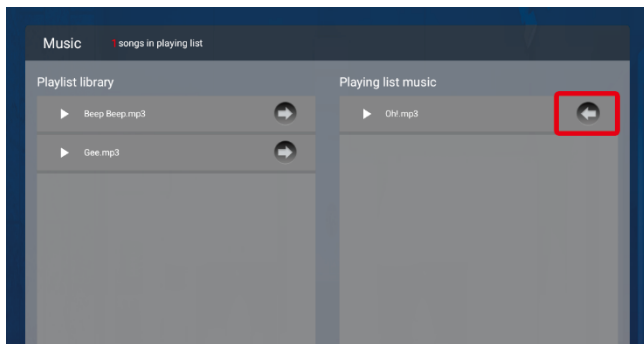 Music 1 songs in playing list
Playlist library
Beep Beep.mp3
Gee.mp3
Playing list music
Oh!.mp3